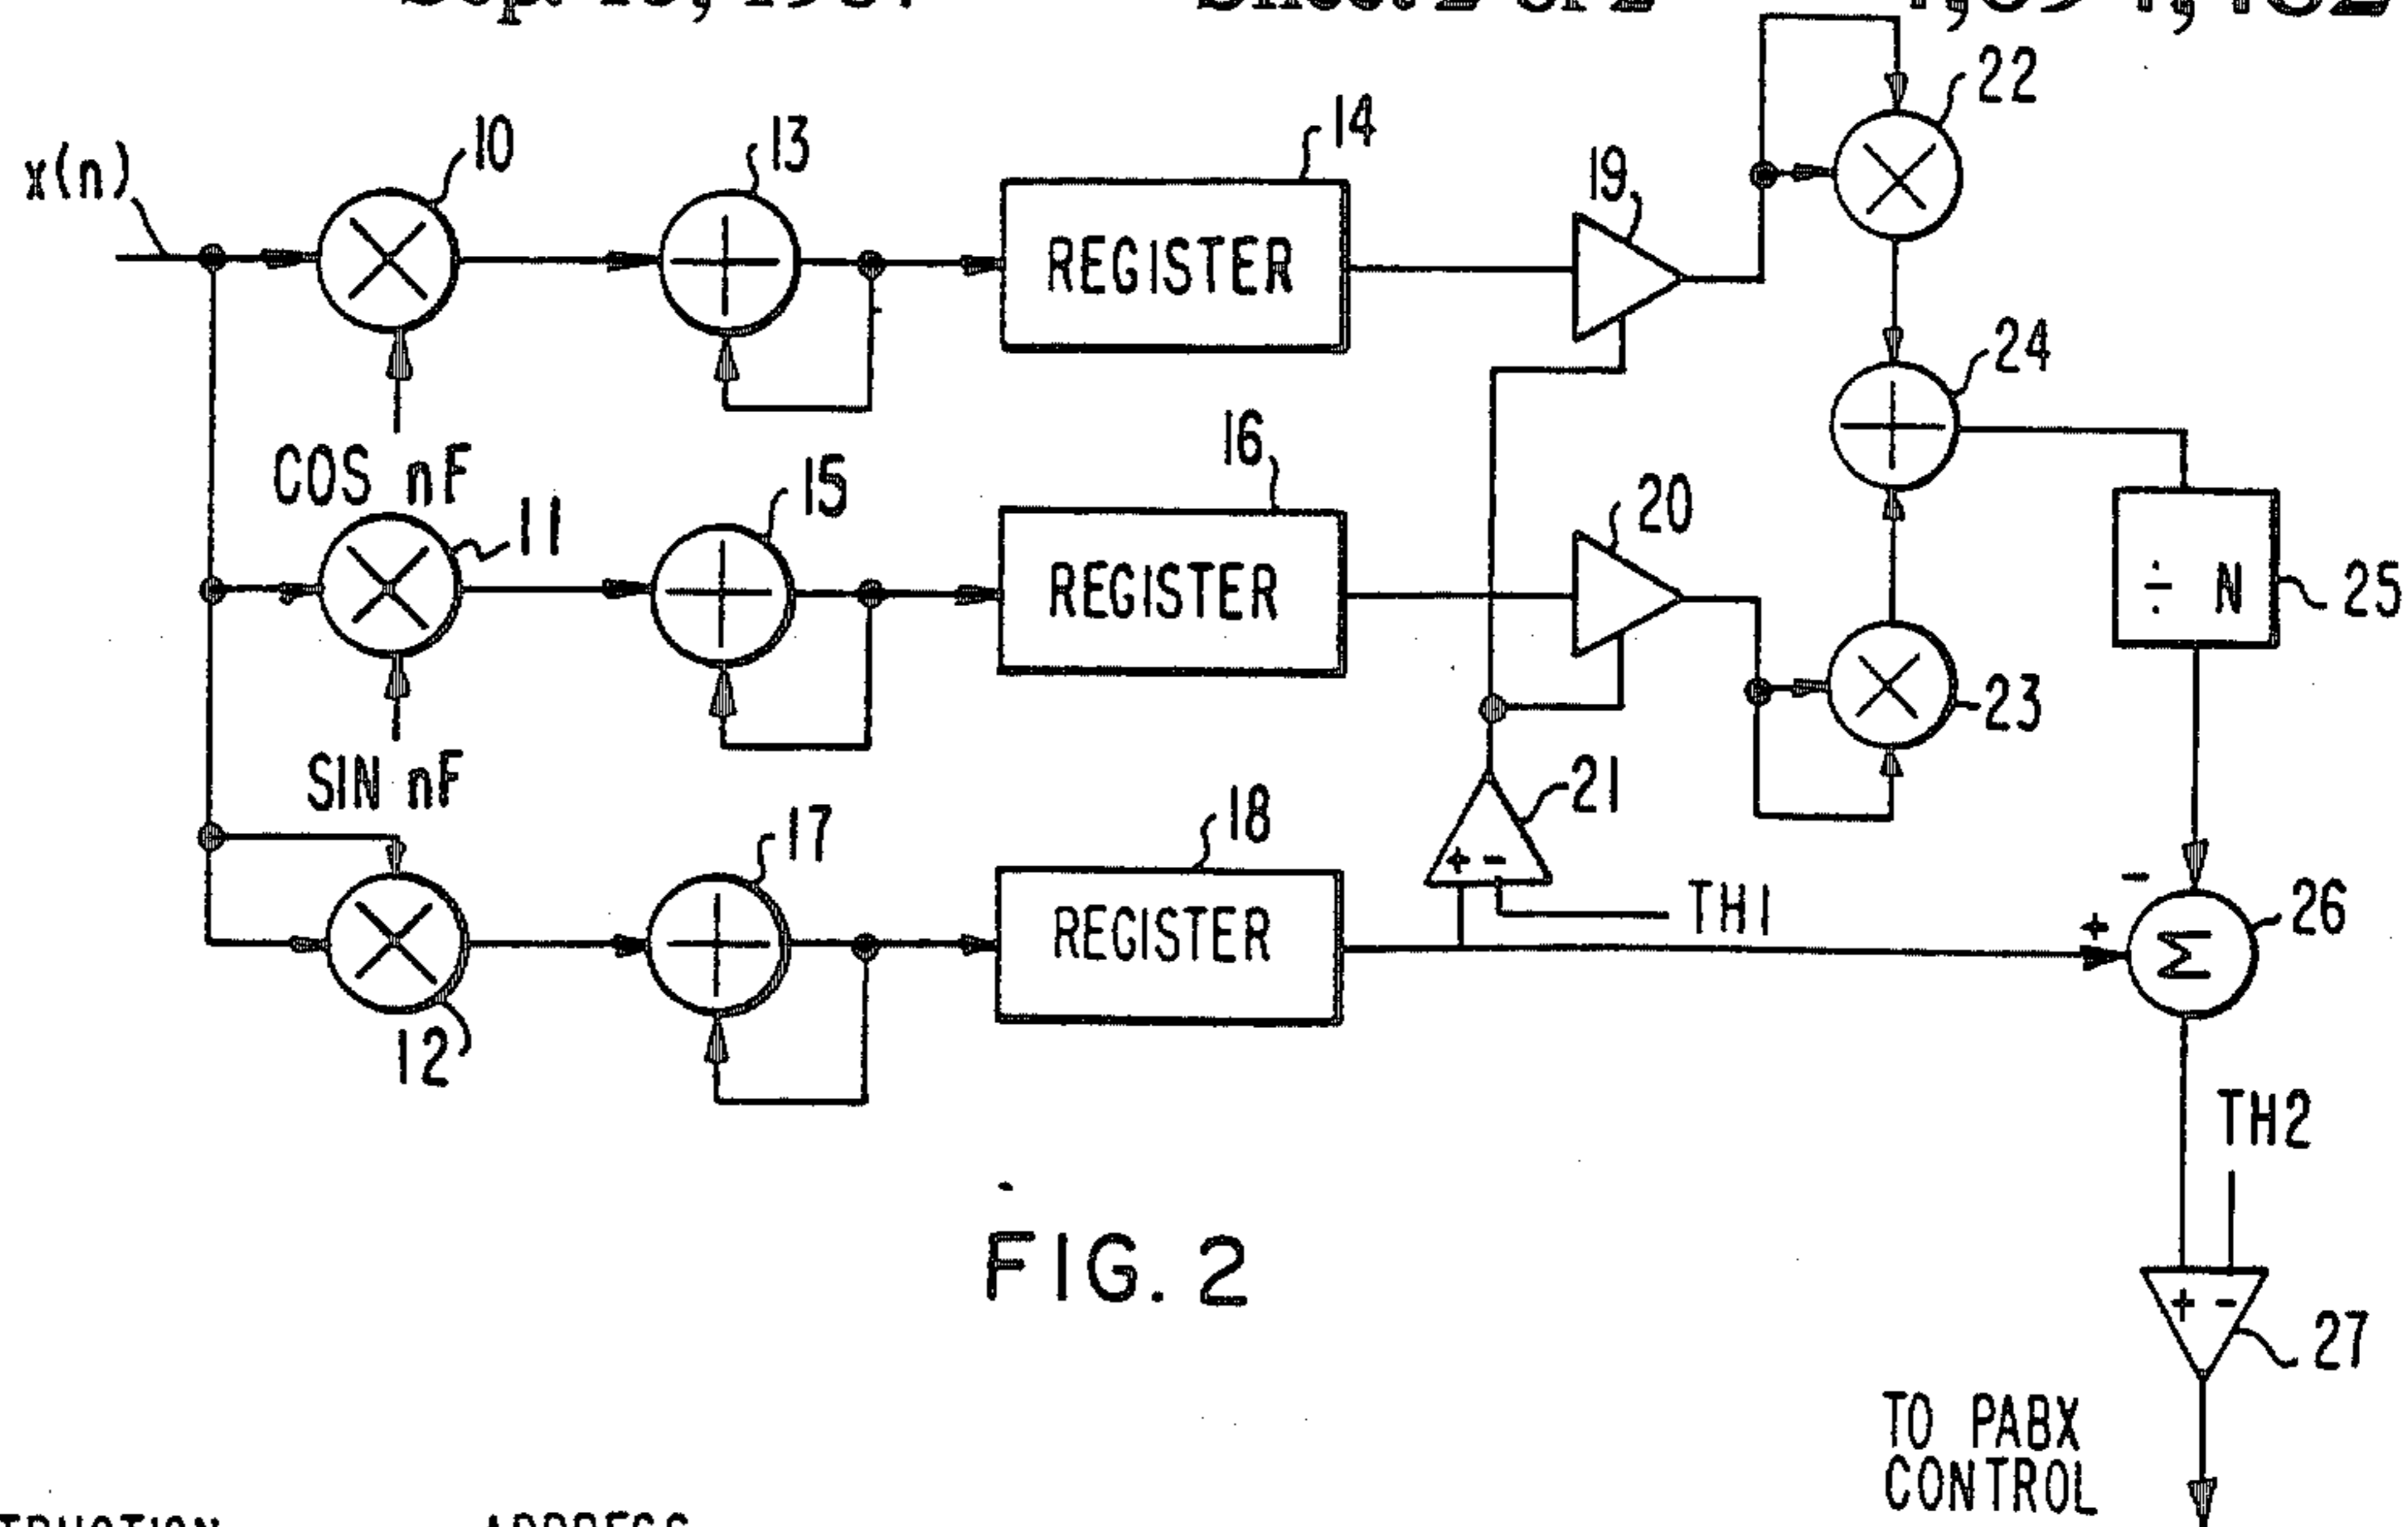 x(n)
10
13
14
19
22
REGISTER
24
COS nF
11
15
16
20
REGISTER
÷ N
25
23
SIN nF
17
18
21
REGISTER
+ -
TH1
-
+
Σ
26
12
TH2
FIG. 2
+ -
27
TO PABX
CONTROL